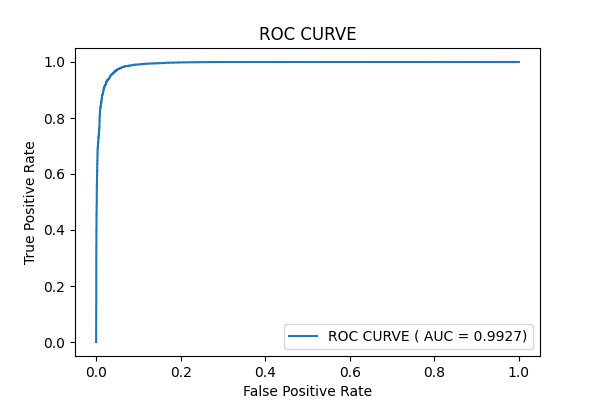 ROC CURVE
1.0
0.8
0.6
0.4
0.2
0.0
True Positive Rate
ROC CURVE ( AUC = 0.9927)
0.0 0.2 0.4 0.6 0.8 1.0
False Positive Rate